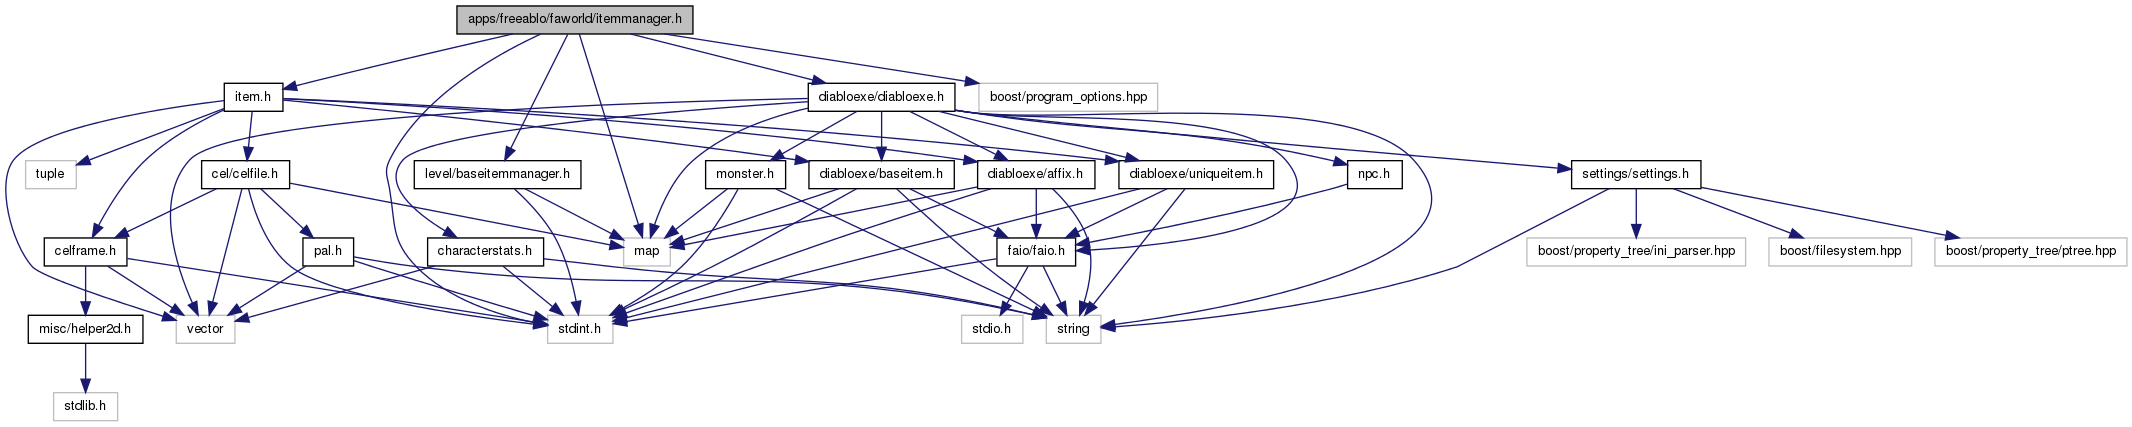 apps/freeablo/faworld/itemmanager.h
item.h
diabloexe/diabloexe.h
boost/program_options.hpp
tuple
cel/celfile.h
level/baseitemmanager.h
monster.h
diabloexe/baseitem.h
diabloexe/affix.h
diabloexe/uniqueitem.h
npc.h
settings/settings.h
celframe.h
pal.h
characterstats.h
map
faio/faio.h
boost/property_tree/ini_parser.hpp
boost/filesystem.hpp
boost/property_tree/ptree.hpp
misc/helper2d.h
vector
stdint.h
stdio.h
string
stdlib.h